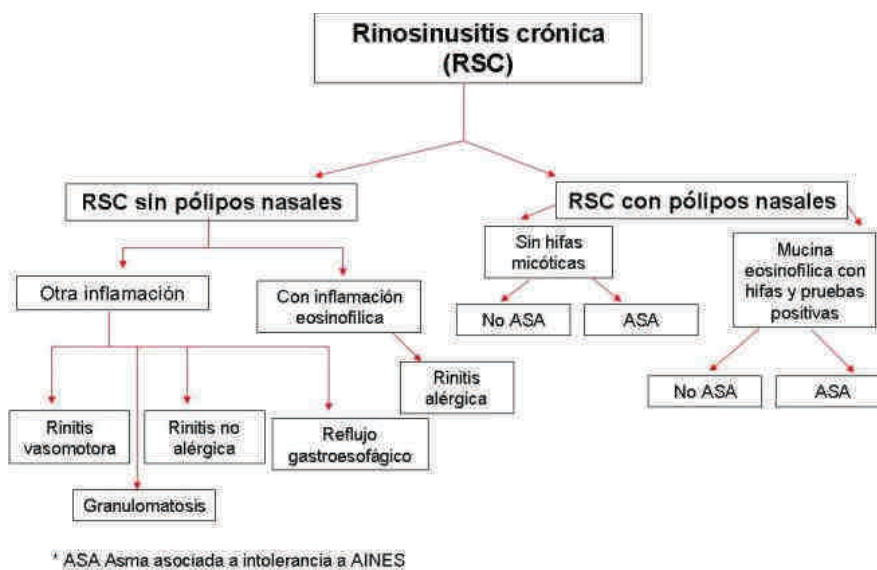 Rinosinusitis crónica
(RSC)
RSC sin pólipos nasales
RSC con pólipos nasales
Otra inflamación
Con inflamación
eosinofílica
Sin hifas
micóticas
Mucina
eosinofílica con
hifas y pruebas
positivas
No ASA
ASA
No ASA
ASA
Rinitis
alérgica
Rinitis
vasomotora
Rinitis no
alérgica
Reflujo
gastroesofágico
Granulomatosis
* ASA Asma asociada a intolerancia a AINES